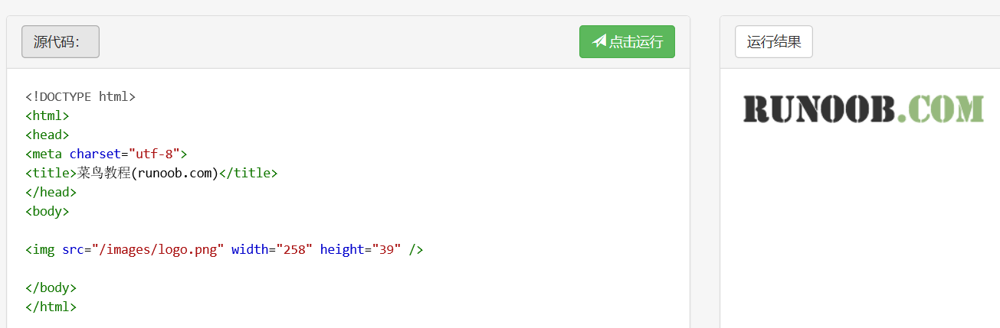 源代码：
点击运行
<!DOCTYPE html>
<html>
<head>
<meta charset="utf-8">
<title>菜鸟教程(runoob.com)</title>
</head>
<body>
<img src="/images/logo.png" width="258" height="39" />
</body>
</html>
运行结果
RUNOOB.COM